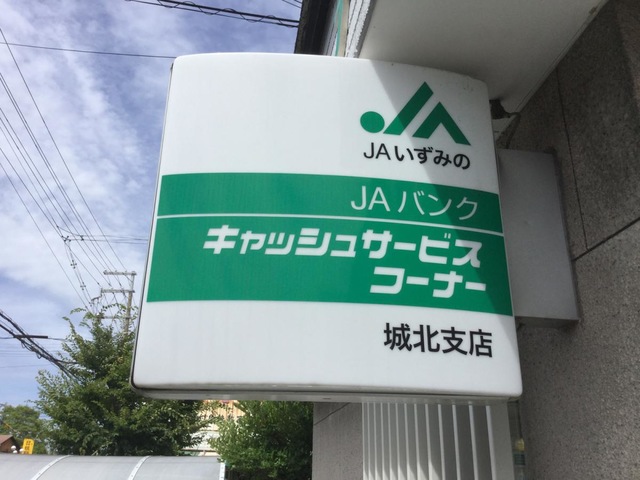 JAいずみの
JAバンク
キャッシュサービス
コーナー
城北支店